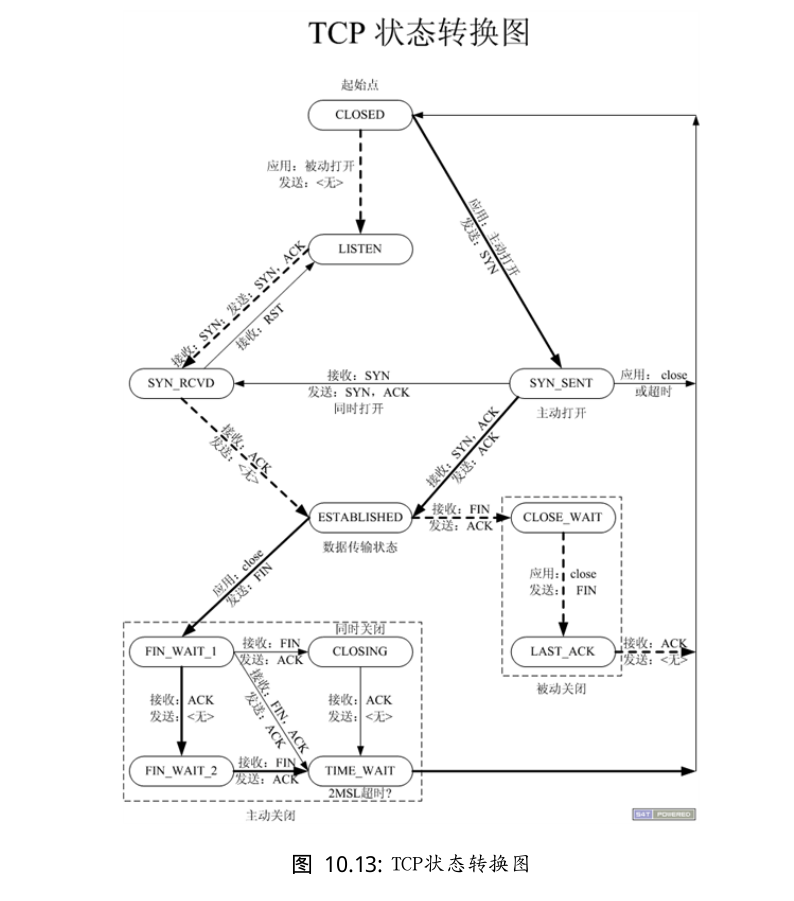 TCP 状态转换图
起始点
CLOSED
应用：被动打开
发送：<无>
应用：主动打开
发送：SYN
LISTEN
接收：SYN；发送：SYN，ACK
接收：RST
SYN_RCVD
接收：SYN
发送：SYN，ACK
同时打开
SYN_SENT
主动打开
应用： close
或超时
接收：ACK
发送：<无>
接收：SYN，ACK
发送：ACK
ESTABLISHED
数据传输状态
接收：FIN
发送：ACK
CLOSE_WAIT
应用：close
发送：FIN
应用： close
发送： FIN
同时关闭
FIN_WAIT_1
接收：FIN
发送：ACK
CLOSING
LAST_ACK
接收：ACK
发送：<无>
被动关闭
接收：ACK
发送：<无>
接收：FIN，ACK
发送：ACK
接收：ACK
发送：<无>
FIN_WAIT_2
接收：FIN
发送：ACK
TIME_WAIT
2MSL超时?
主动关闭
POWERED
图 10.13: TCP状态转换图